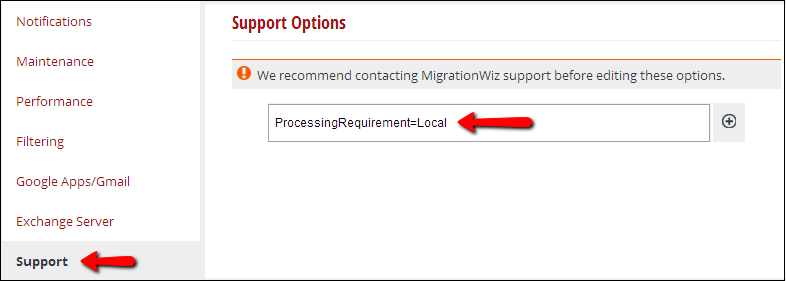 Notifications
Maintenance
Performance
Filtering
Google Apps/Gmail
Exchange Server
Support
Support Options
We recommend contacting MigrationWiz support before editing these options.
ProcessingRequirement=Local